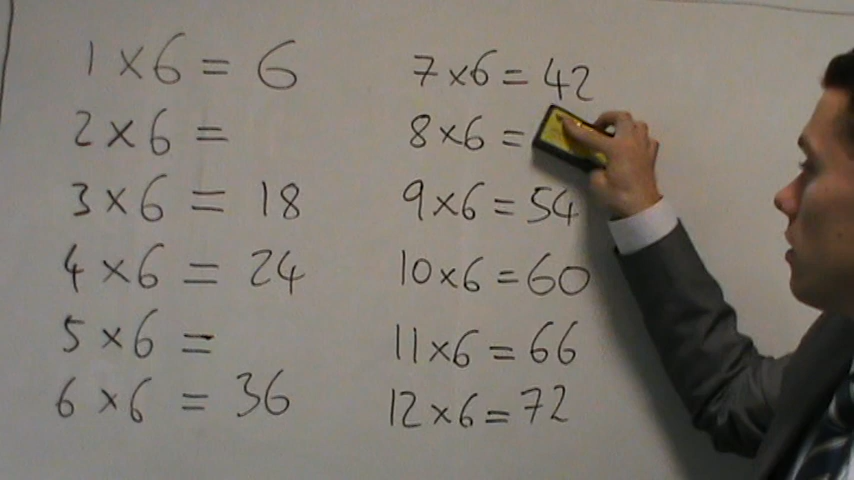 1 × 6 = 6
2 × 6 =
3 × 6 = 18
4 × 6 = 24
5 × 6 =
6 × 6 = 36
7 × 6 = 42
8 × 6 =
9 × 6 = 54
10 × 6 = 60
11 × 6 = 66
12 × 6 = 72